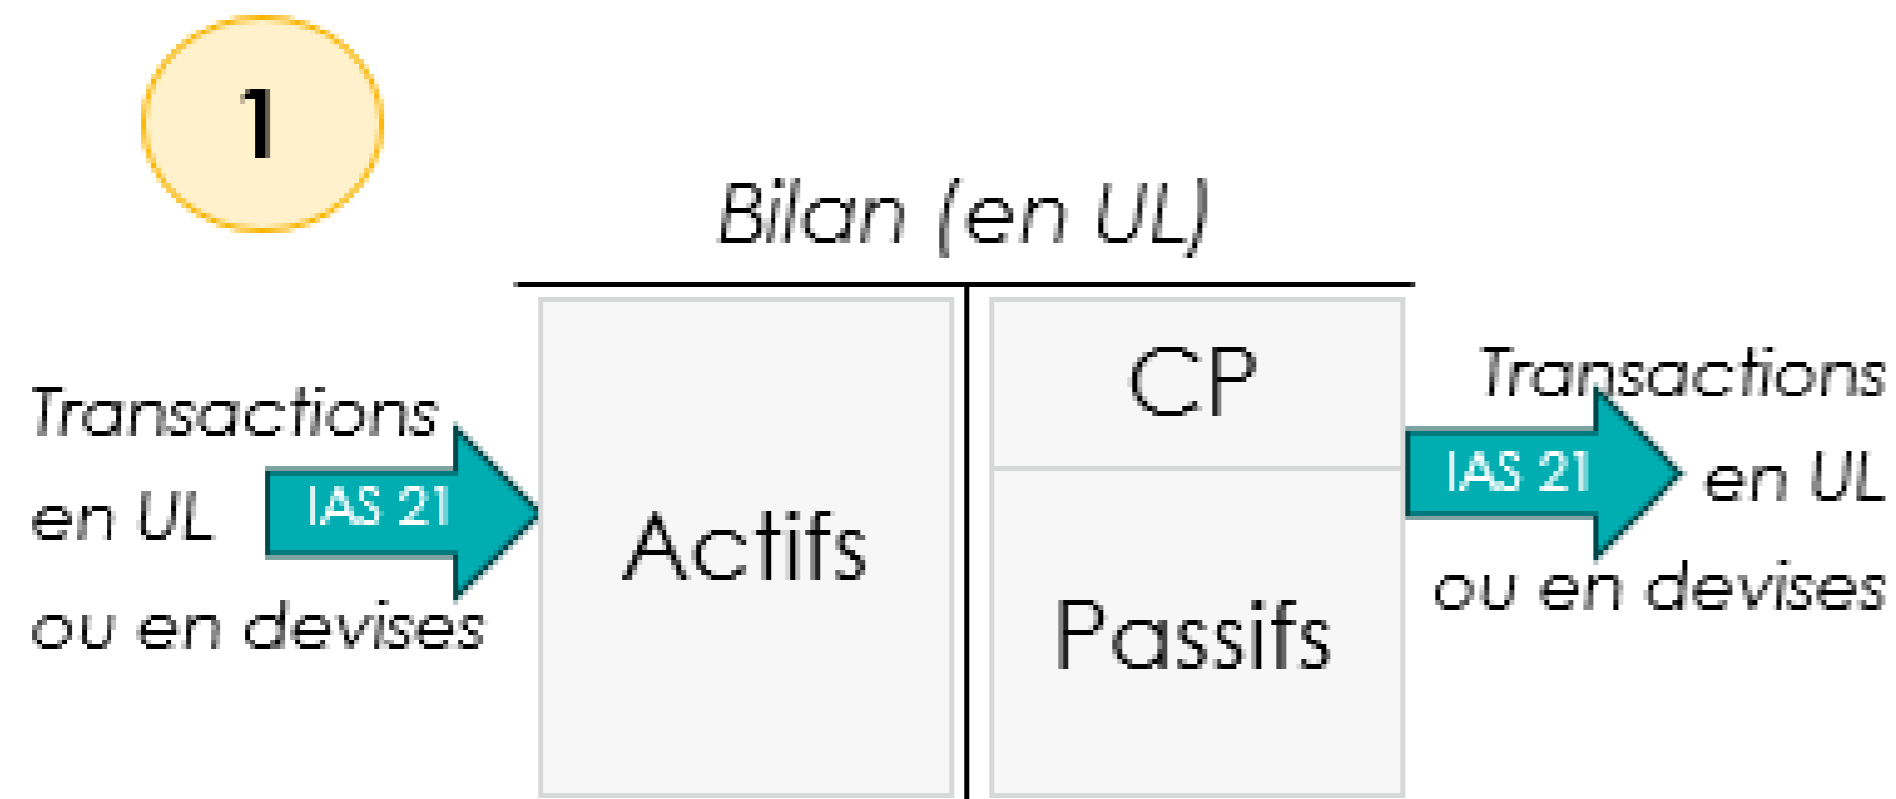 1
Bilan (en UL)
Transactions
en UL
ou en devises
IAS 21
Actifs
CP
Passifs
IAS 21
Transactions
en UL
ou en devises